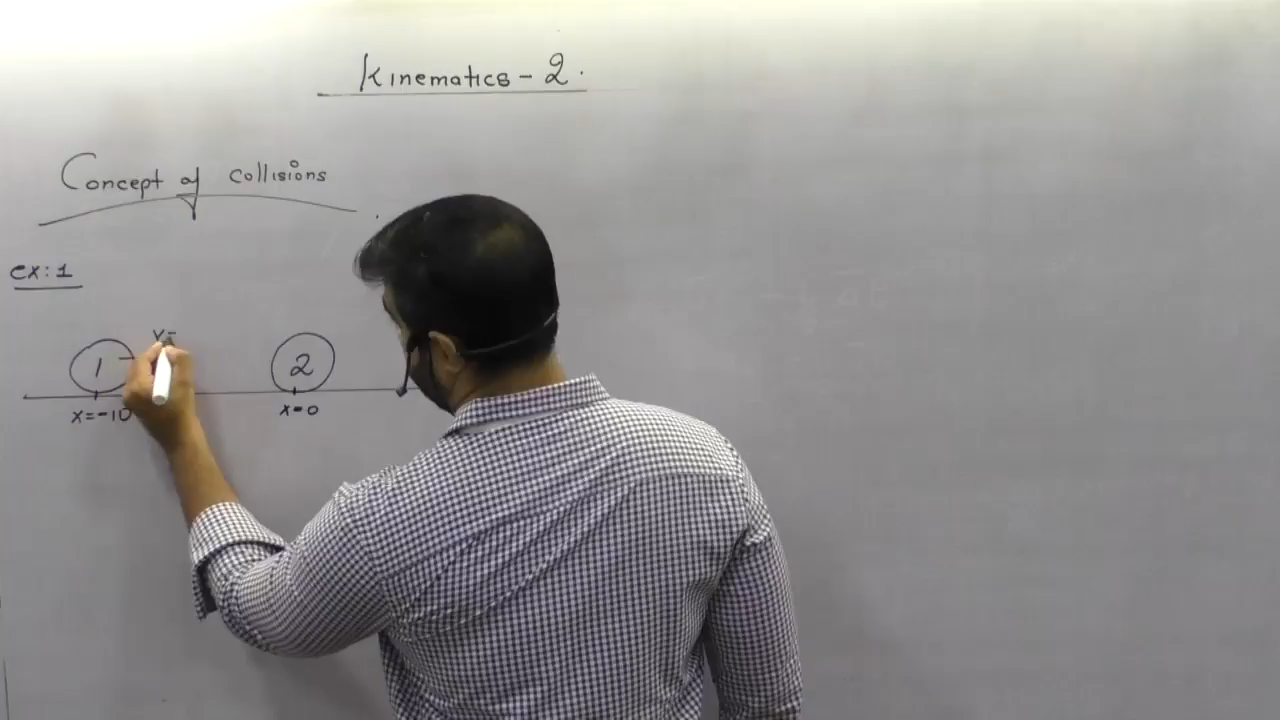 Kinematics - 2.
Concept of collisions
ex: 1
v=
1 2
x=-10 x=0